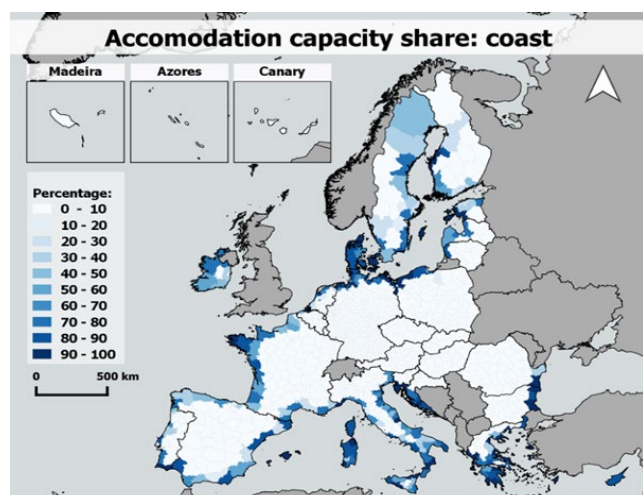 Accomodation capacity share: coast
Madeira
Azores
Canary
Percentage:
0 - 10
10 - 20
20 - 30
30 - 40
40 - 50
50 - 60
60 - 70
70 - 80
80 - 90
90 - 100
0 500 km